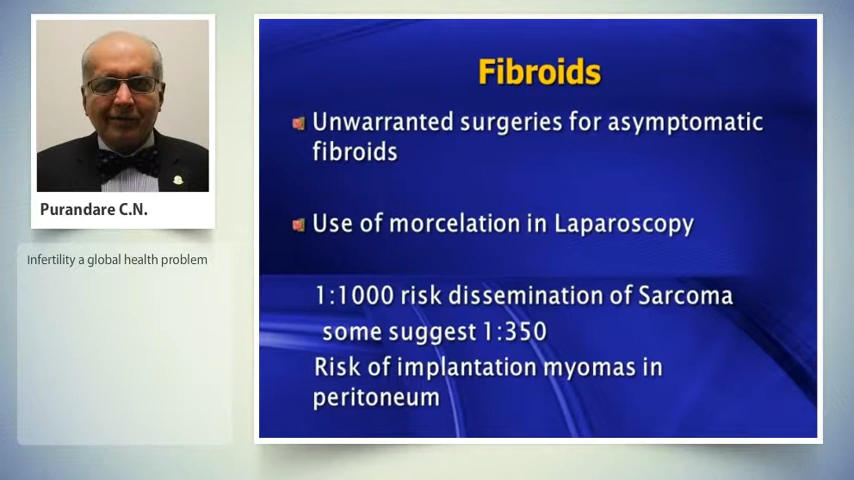 Purandare C.N.
Infertility a global health problem
Fibroids
Unwarranted surgeries for asymptomatic
fibroids
Use of morcelation in Laparoscopy
1:1000 risk dissemination of Sarcoma
some suggest 1:350
Risk of implantation myomas in
peritoneum